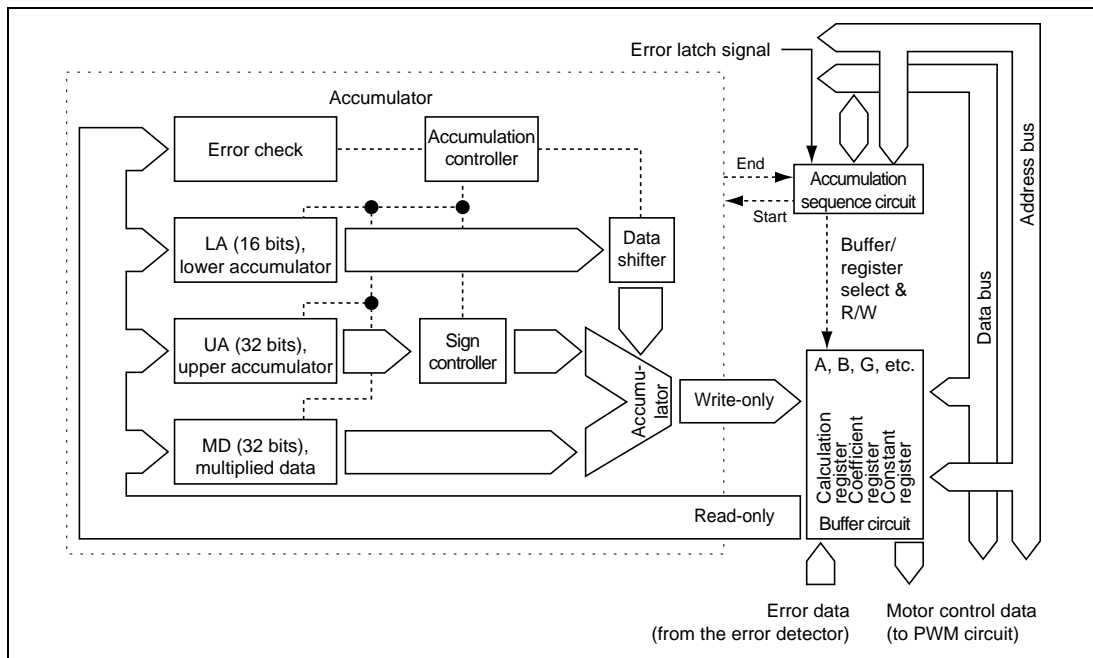 Error latch signal
Accumulator
Error check
Accumulation
controller
End
Start
Accumulation
sequence circuit
Address bus
Data bus
LA (16 bits),
lower accumulator
Data
shifter
Buffer/
register
select &
R/W
UA (32 bits),
upper accumulator
Sign
controller
Accumu-
lator
Write-only
A, B, G, etc.
Calculation
register
Coefficient
register
Constant
register
Buffer circuit
MD (32 bits),
multiplied data
Read-only
Error data
(from the error detector)
Motor control data
(to PWM circuit)